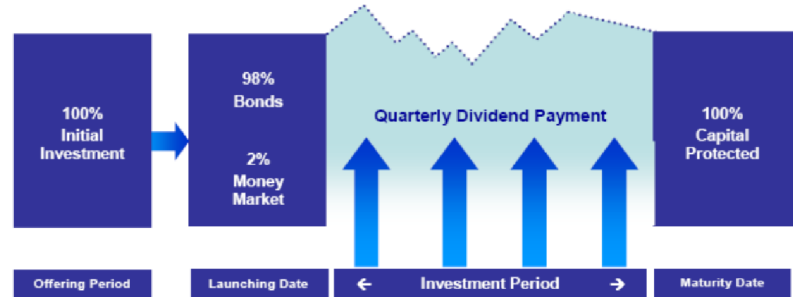 100%
Initial
Investment
98%
Bonds
2%
Money
Market
Quarterly Dividend Payment
100%
Capital
Protected
Offering Period
Launching Date
← Investment Period →
Maturity Date